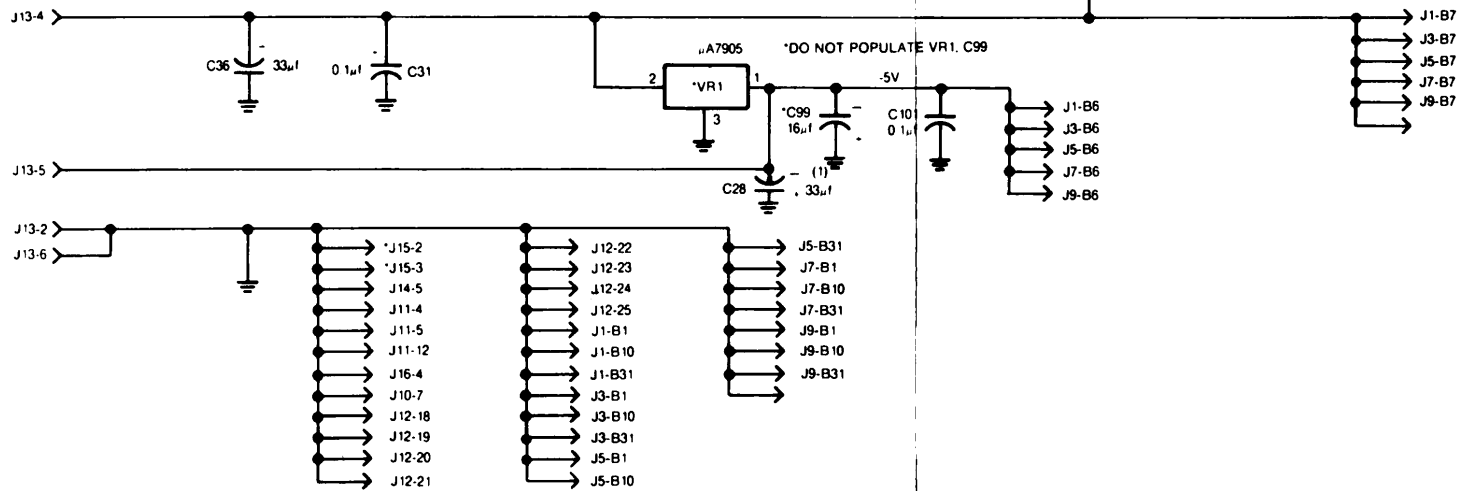 J13-4
C36
33µf
0.1µf
C31
µA7905
*DO NOT POPULATE VR1, C99
2
*VR1
1
3
-5V
*C99
16µf
C101
0.1µf
J1-B7
J3-B7
J5-B7
J7-B7
J9-B7
J1-B6
J3-B6
J5-B6
J7-B6
J9-B6
J13-5
C28
(1)
33µf
J13-2
J13-6
*J15-2
*J15-3
J14-5
J11-4
J11-5
J11-12
J16-4
J10-7
J12-18
J12-19
J12-20
J12-21
J12-22
J12-23
J12-24
J12-25
J1-B1
J1-B10
J1-B31
J3-B1
J3-B10
J3-B31
J5-B1
J5-B10
J5-B31
J7-B1
J7-B10
J7-B31
J9-B1
J9-B10
J9-B31